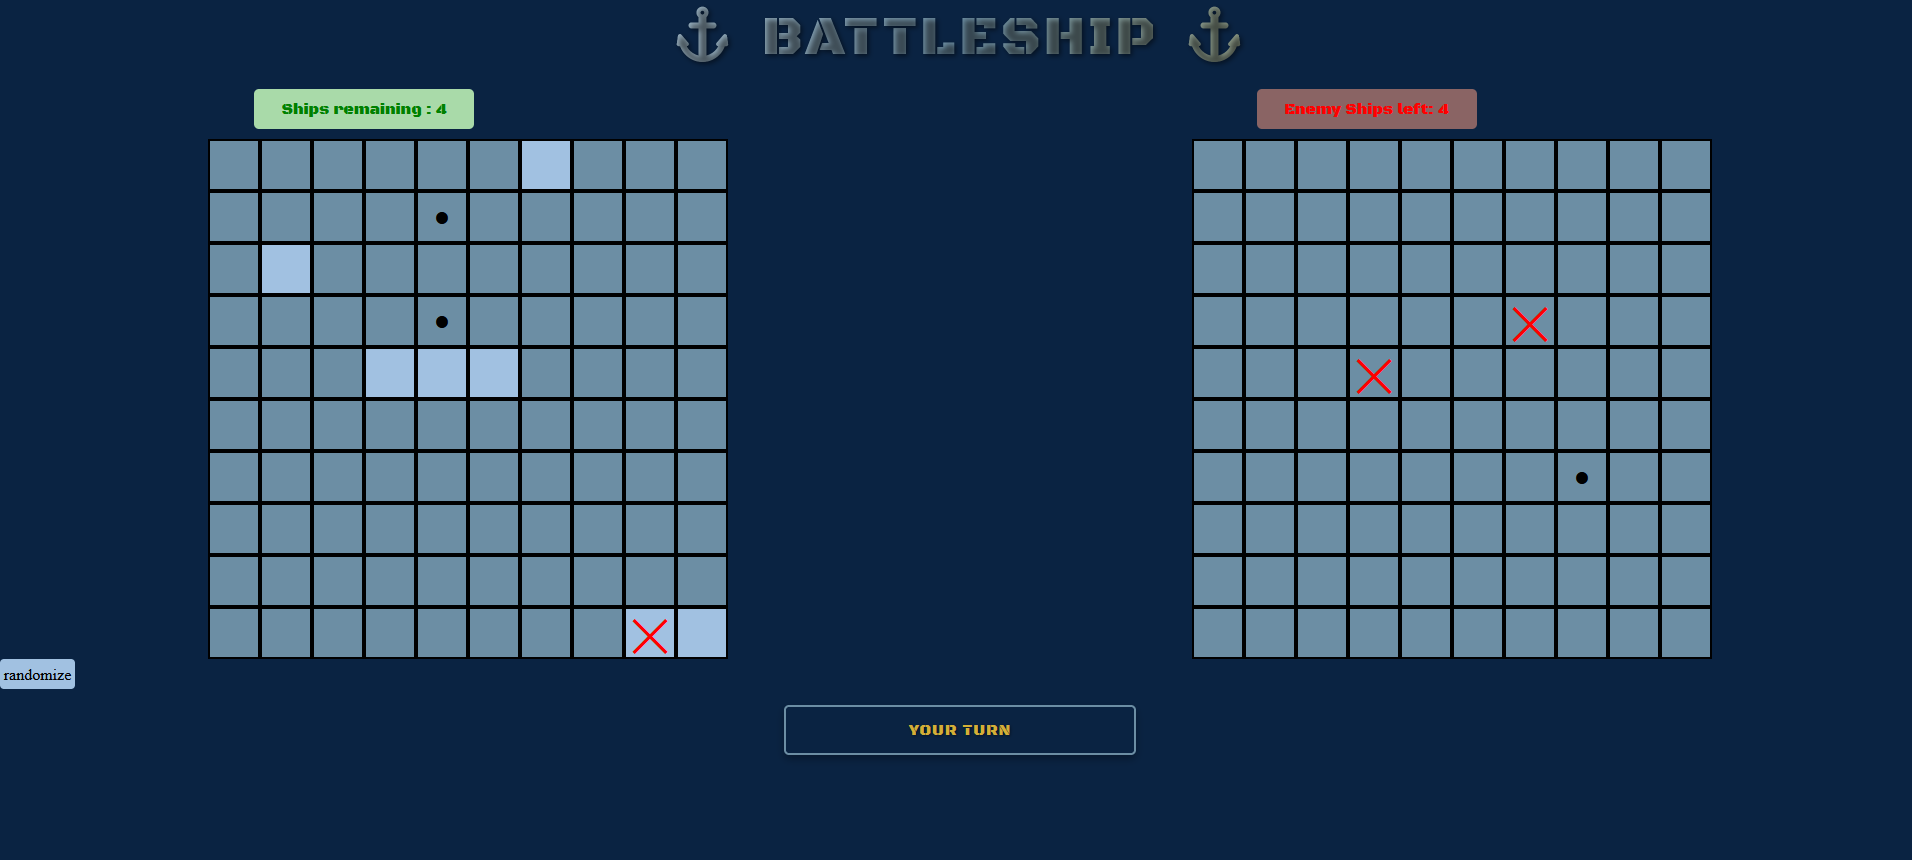 BATTLESHIP
Ships remaining : 4
Enemy Ships left: 4
randomize
YOUR TURN